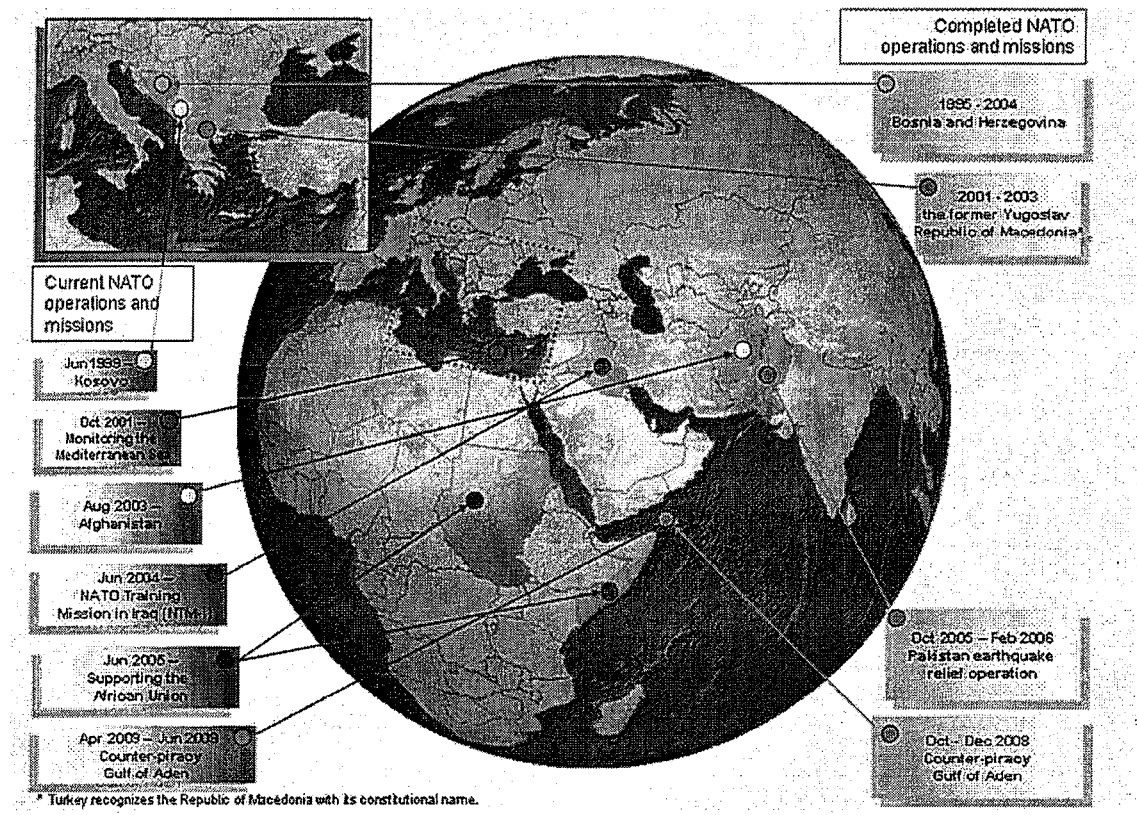 Completed NATO
operations and missions
1995 - 2004
Bosnia and Herzegovina
2001 - 2003
the former Yugoslav
Republic of Macedonia*
Current NATO
operations and
missions
Jun 1999 –
Kosovo
Oct 2001 –
Monitoring the
Mediterranean Sea
Aug 2003 –
Afghanistan
Jun 2004 –
NATO Training
Mission in Iraq (NTM-I)
Jun 2005 –
Supporting the
African Union
Apr 2009 – Jun 2009
Counter-piracy
Gulf of Aden
Oct 2005 – Feb 2006
Pakistan earthquake
relief operation
Oct - Dec 2008
Counter-piracy
Gulf of Aden
* Turkey recognizes the Republic of Macedonia with its constitutional name.